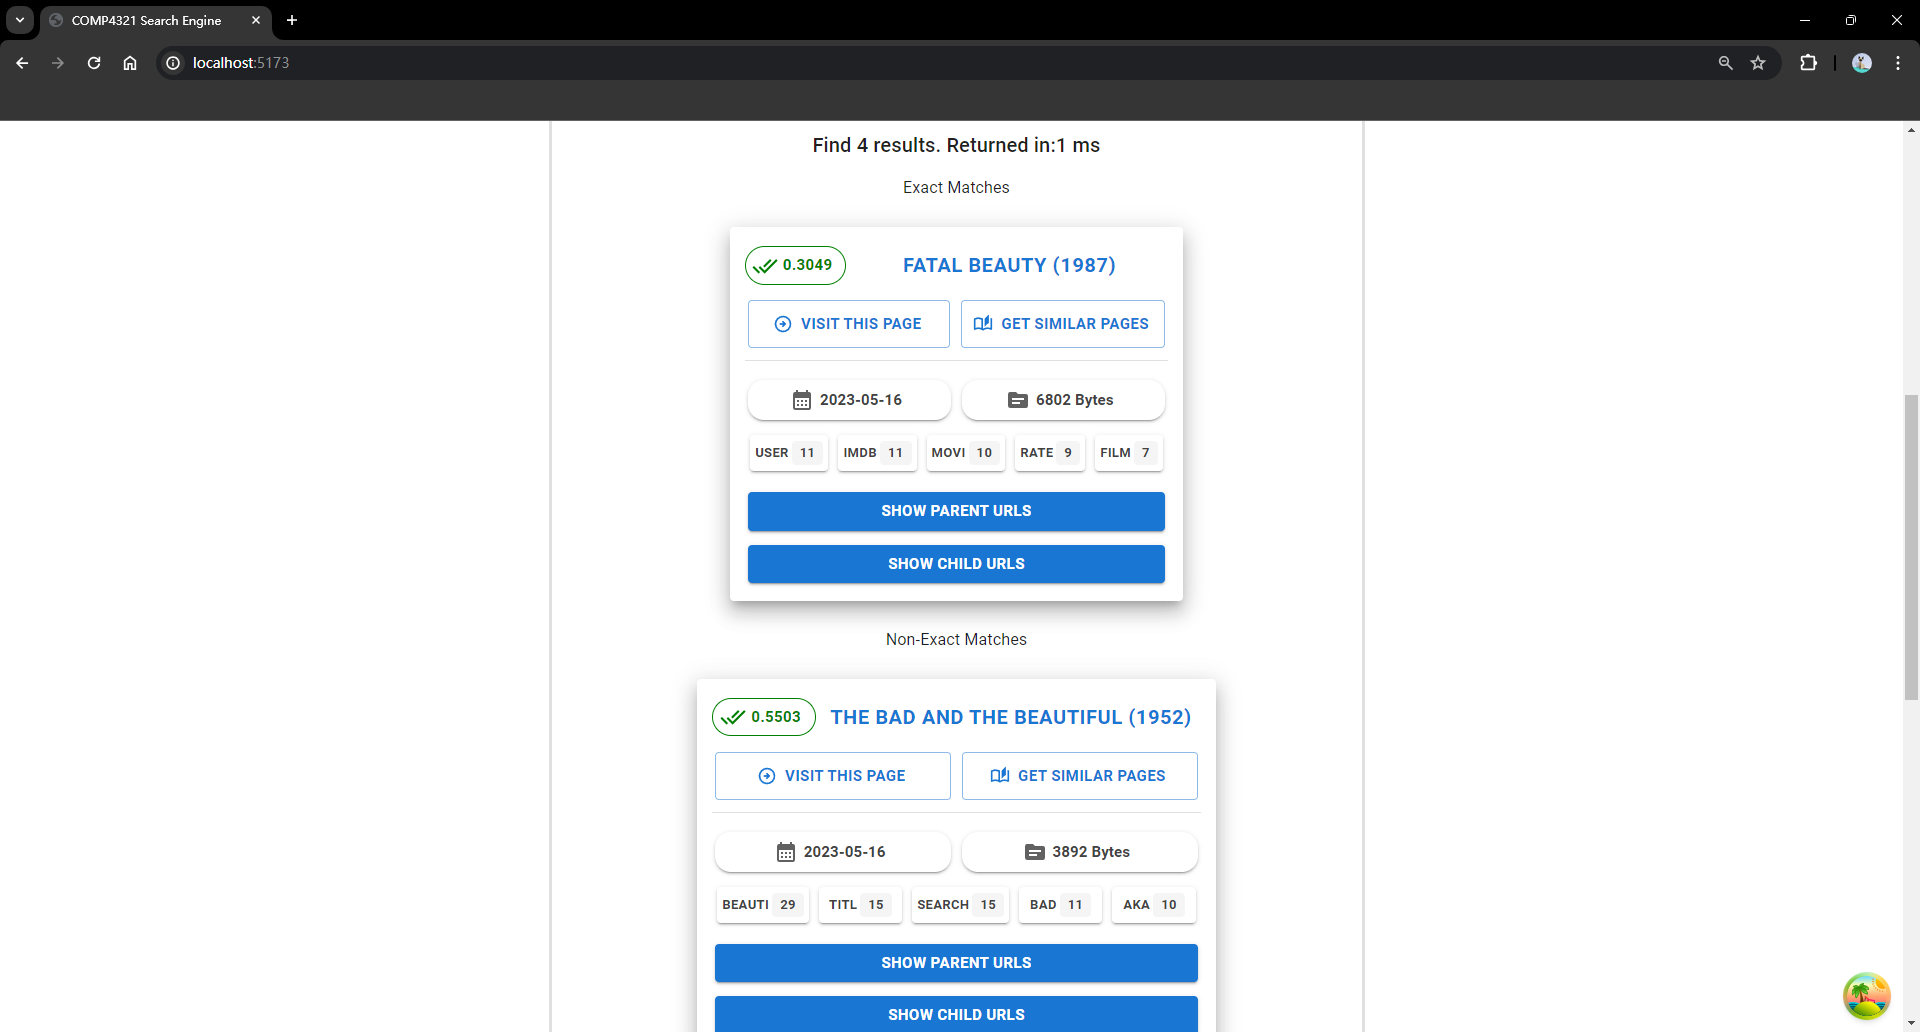 COMP4321 Search Engine
localhost:5173
Find 4 results. Returned in:1 ms
Exact Matches
0.3049 FATAL BEAUTY (1987)
VISIT THIS PAGE GET SIMILAR PAGES
2023-05-16 6802 Bytes
USER 11 IMDB 11 MOVI 10 RATE 9 FILM 7
SHOW PARENT URLS
SHOW CHILD URLS
Non-Exact Matches
0.5503 THE BAD AND THE BEAUTIFUL (1952)
VISIT THIS PAGE GET SIMILAR PAGES
2023-05-16 3892 Bytes
BEAUTI 29 TITL 15 SEARCH 15 BAD 11 AKA 10
SHOW PARENT URLS
SHOW CHILD URLS